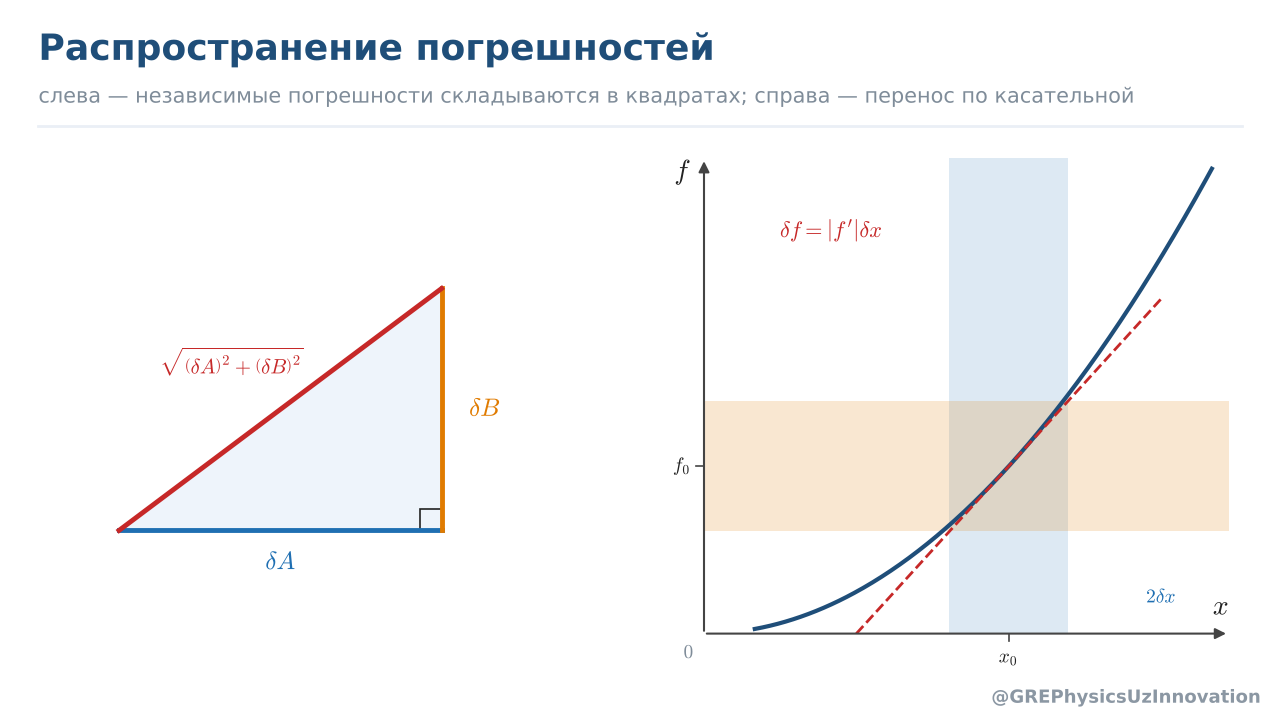 Распространение погрешностей
слева — независимые погрешности складываются в квадратах; справа — перенос по касательной
√((δA)² + (δB)²)
δB
δA
f
δf = |f′|δx
f₀
2δx
x
0
x₀
@GREPhysicsUzInnovation